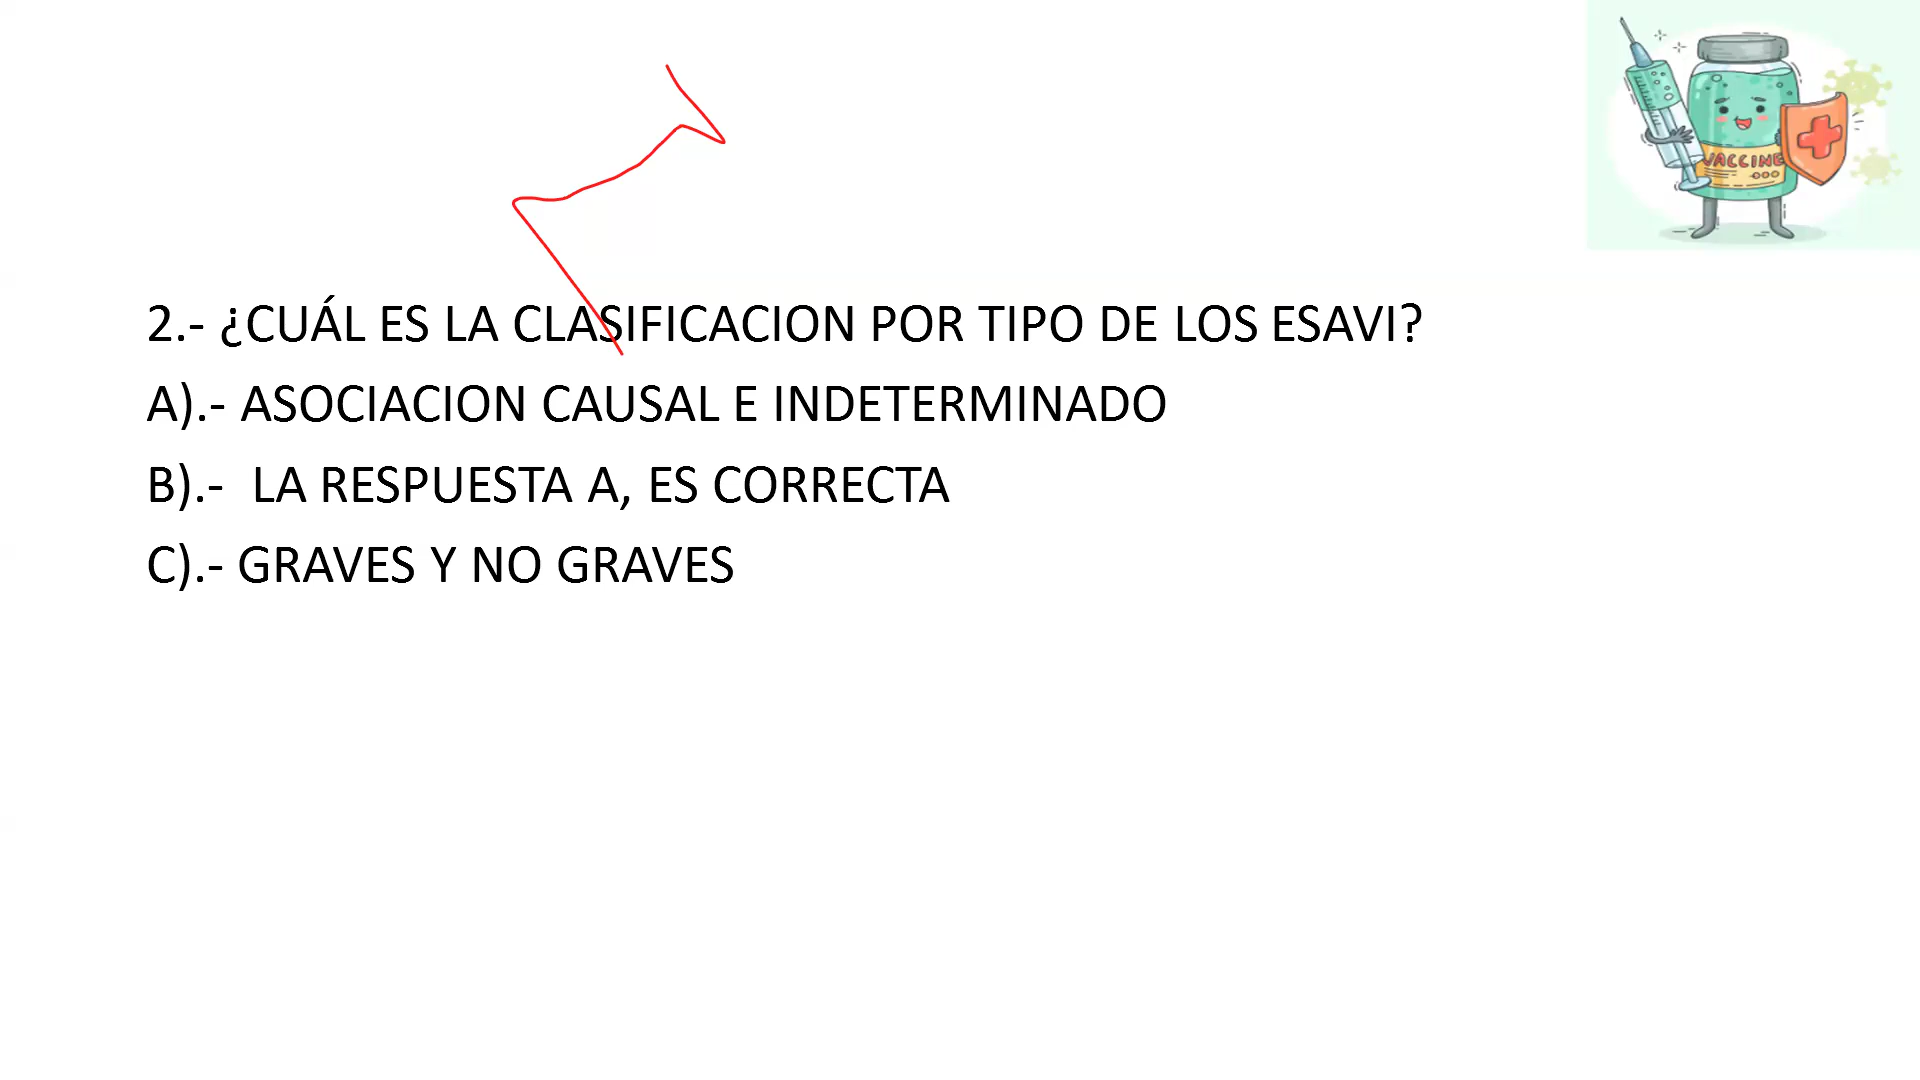 VACCINE
2.- ¿CUÁL ES LA CLASIFICACION POR TIPO DE LOS ESAVI?
A).- ASOCIACION CAUSAL E INDETERMINADO
B).- LA RESPUESTA A, ES CORRECTA
C).- GRAVES Y NO GRAVES